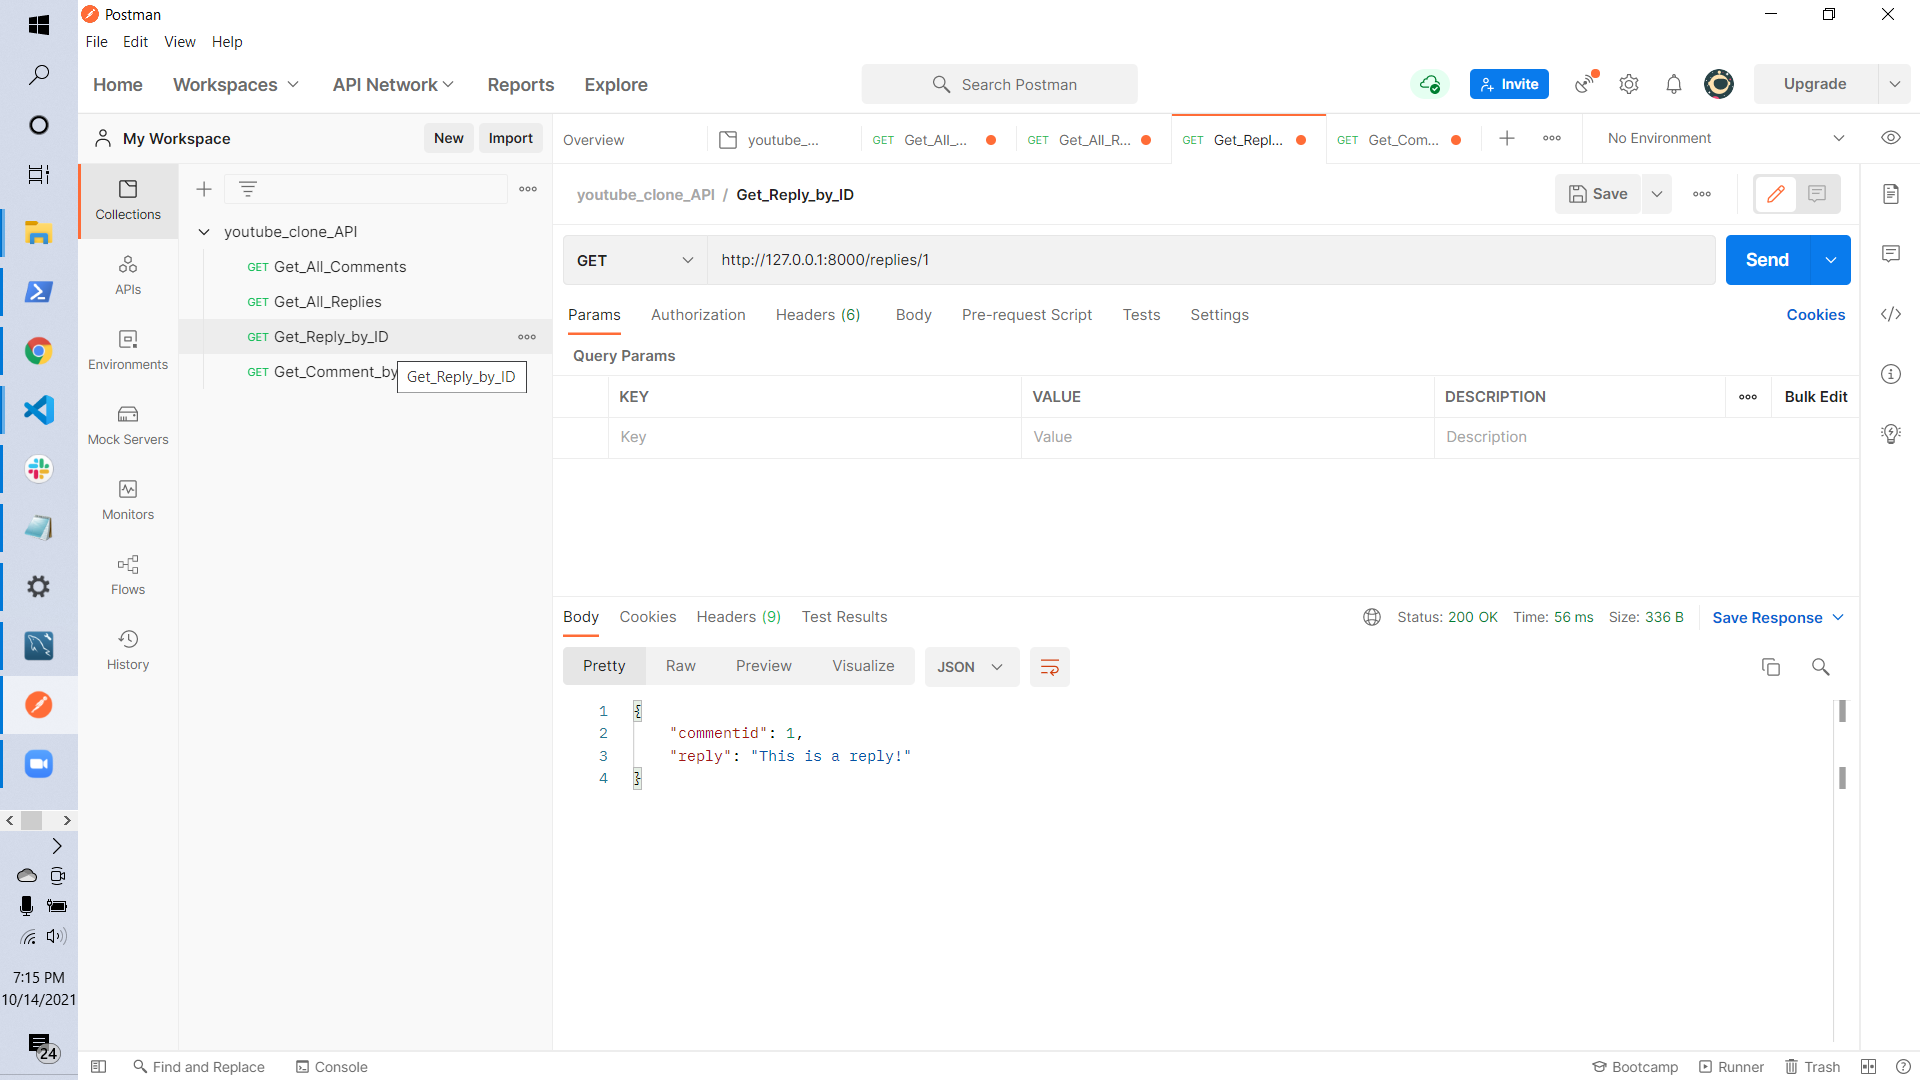 Postman
File Edit View Help
Home Workspaces API Network Reports Explore Search Postman Invite Upgrade
My Workspace New Import
Overview youtube_... GET Get_All_... GET Get_All_R... GET Get_Repl... GET Get_Com... No Environment
Collections
APIs
Environments
Mock Servers
Monitors
Flows
History
youtube_clone_API
GET Get_All_Comments
GET Get_All_Replies
GET Get_Reply_by_ID
GET Get_Comment_by
Get_Reply_by_ID
youtube_clone_API / Get_Reply_by_ID Save
GET http://127.0.0.1:8000/replies/1 Send
Params Authorization Headers (6) Body Pre-request Script Tests Settings Cookies
Query Params
KEY VALUE DESCRIPTION Bulk Edit
Key Value Description
Body Cookies Headers (9) Test Results Status: 200 OK Time: 56 ms Size: 336 B Save Response
Pretty Raw Preview Visualize JSON
1 {
2 "commentid": 1,
3 "reply": "This is a reply!"
4 }
7:15 PM
10/14/2021
24
Find and Replace Console Bootcamp Runner Trash